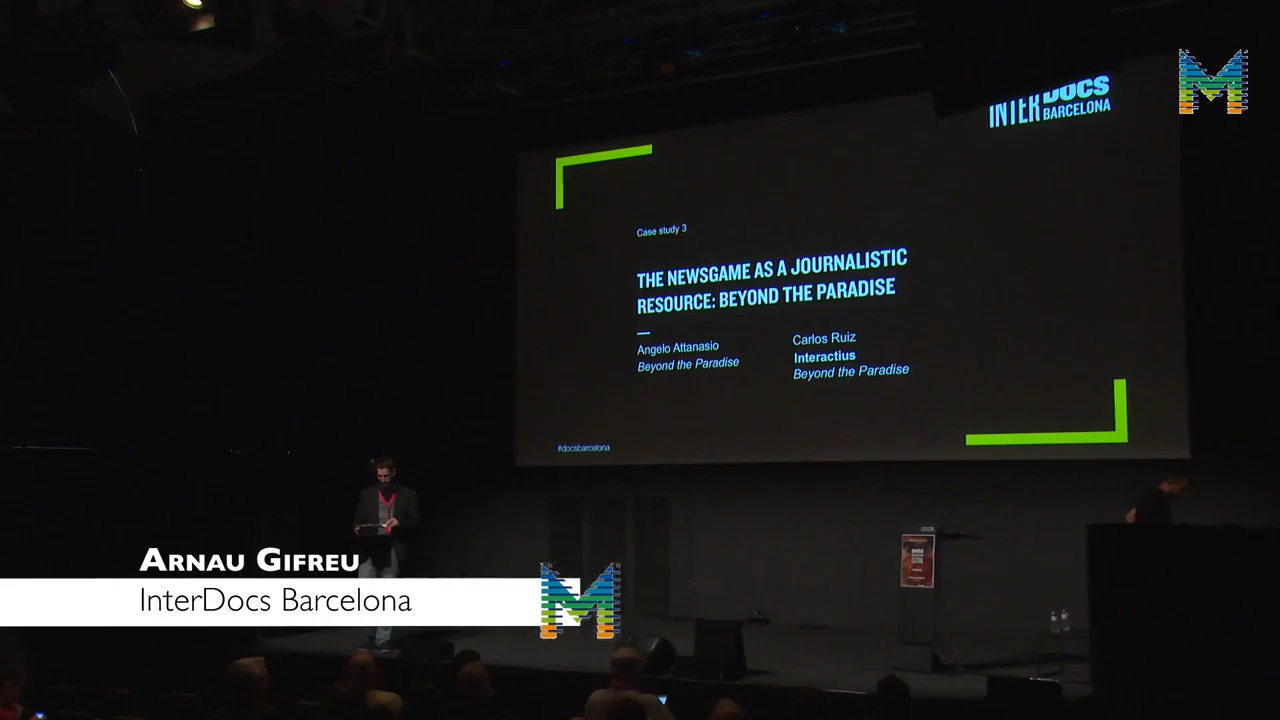 INTER DOCS
BARCELONA
Case study 3
THE NEWSGAME AS A JOURNALISTIC
RESOURCE: BEYOND THE PARADISE
Angelo Attanasio
Beyond the Paradise
Carlos Ruiz
Interactius
Beyond the Paradise
#docsbarcelona
DOCS
ARNAU GIFREU
InterDocs Barcelona